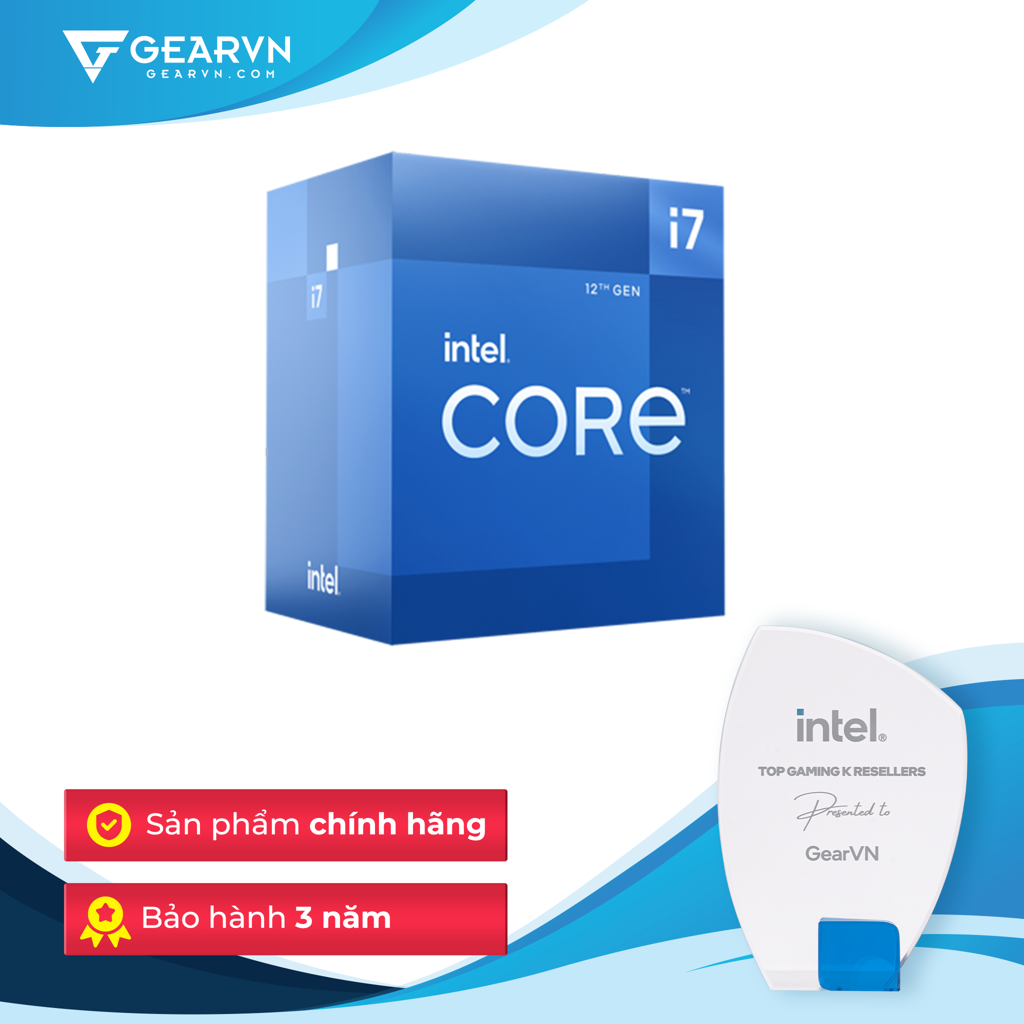 GEARVN
GEARVN.COM
i7
i7
12TH GEN
intel.
CORe™
intel.
intel®
TOP GAMING K RESELLERS
Presented to
GearVN
Sản phẩm chính hãng
Bảo hành 3 năm